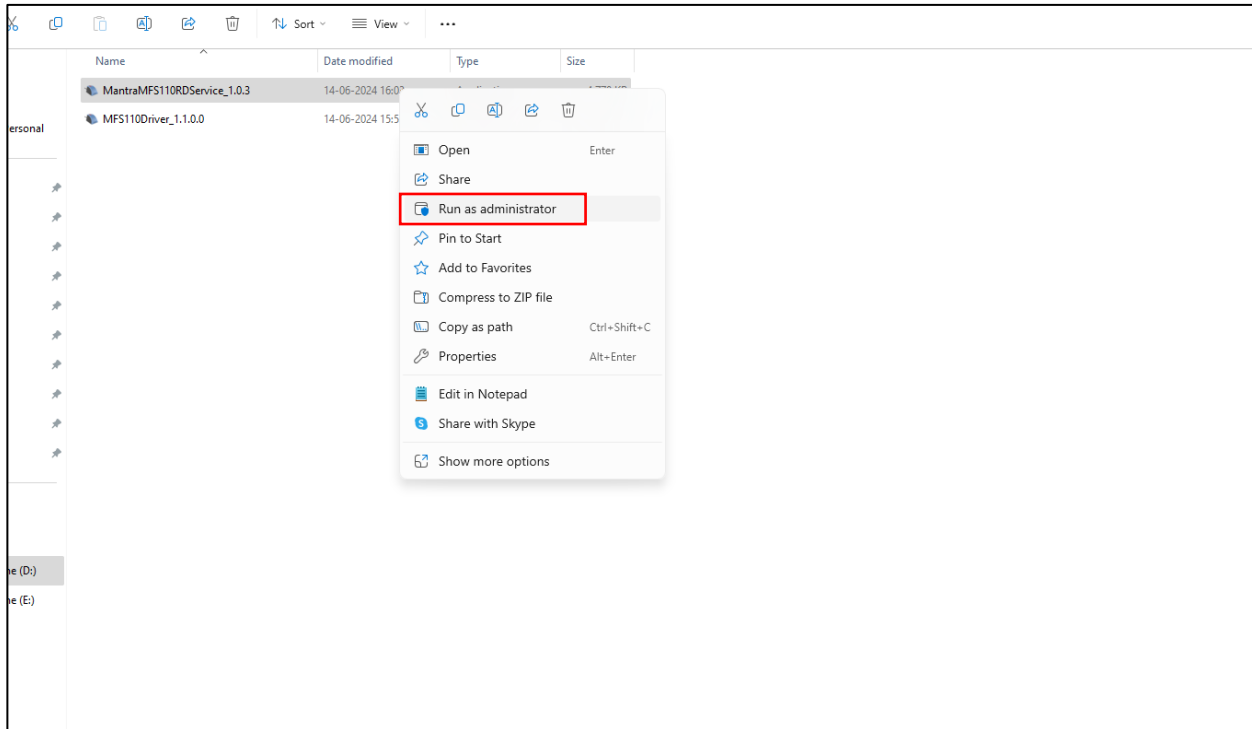 Sort
View
Name Date modified Type Size
MantraMFS110RDService_1.0.3 14-06-2024
MFS110Driver_1.1.0.0 14-06-2024 15:5
ersonal
Open Enter
Share
Run as administrator
Pin to Start
Add to Favorites
Compress to ZIP file
Copy as path Ctrl+Shift+C
Properties Alt+Enter
Edit in Notepad
Share with Skype
Show more options
ne (D:)
ne (E:)